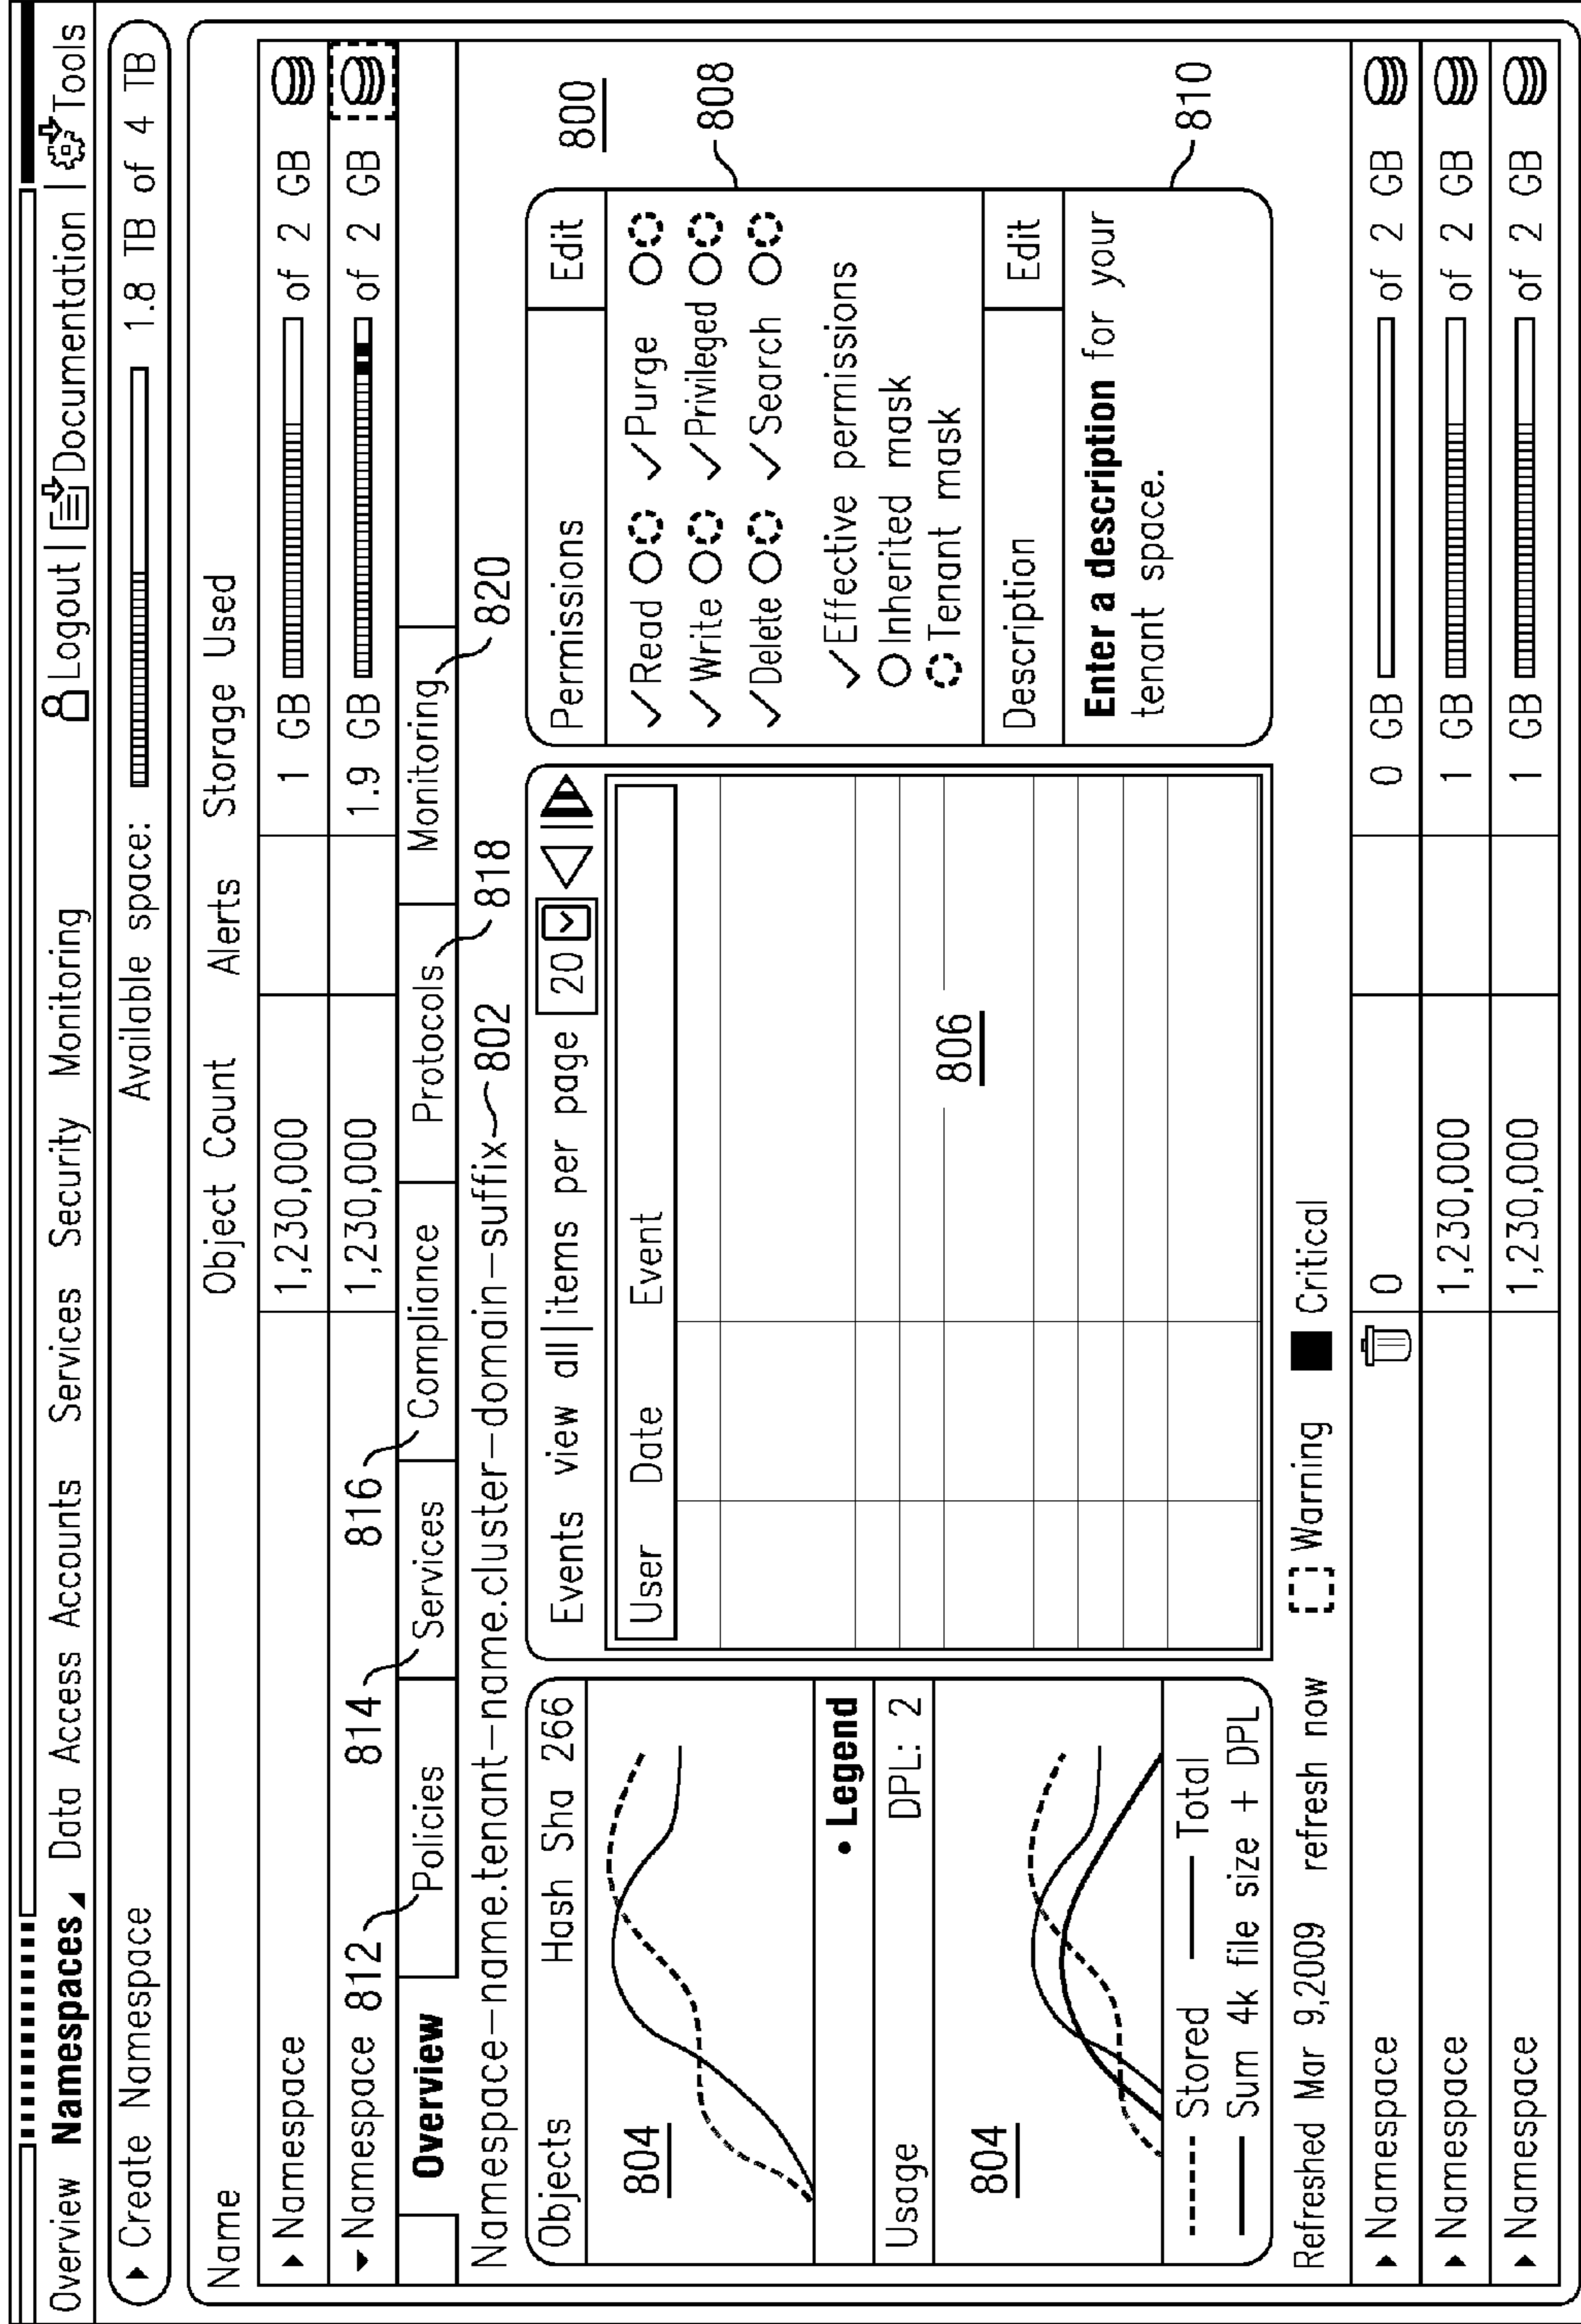 Overview Namespaces Data Access Accounts Services Security Monitoring Logout | Documentation | Tools
Create Namespace Available space: 1.8 TB of 4 TB
Name Object Count Alerts Storage Used
Namespace 1,230,000 1 GB of 2 GB
Namespace 1,230,000 1.9 GB of 2 GB
812 814 816
Overview Policies Services Compliance Protocols Monitoring
Namespace-name.tenant-name.cluster-domain-suffix 802 818 820
800
Objects Hash Sha 266
804
• Legend
Usage DPL: 2
804
Stored Total
Sum 4k file size + DPL
Events view all|items per page 20
User Date Event
806
Permissions Edit
Read Purge
Write Privileged
Delete Search
Effective permissions
Inherited mask
Tenant mask
808
Description Edit
Enter a description for your
tenant space.
810
Refreshed Mar 9,2009 refresh now Warning Critical
Namespace 0 0 GB of 2 GB
Namespace 1,230,000 1 GB of 2 GB
Namespace 1,230,000 1 GB of 2 GB